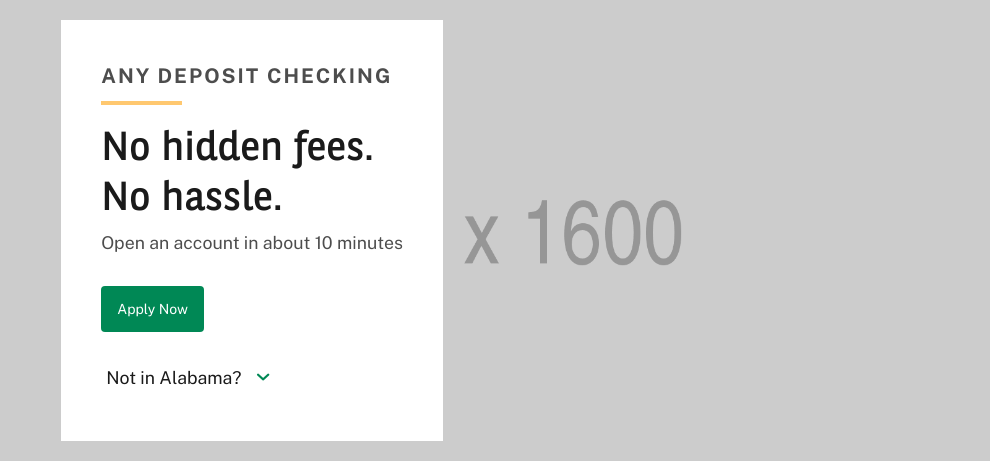 ANY DEPOSIT CHECKING
No hidden fees.
No hassle.
Open an account in about 10 minutes
Apply Now
Not in Alabama?
x 1600